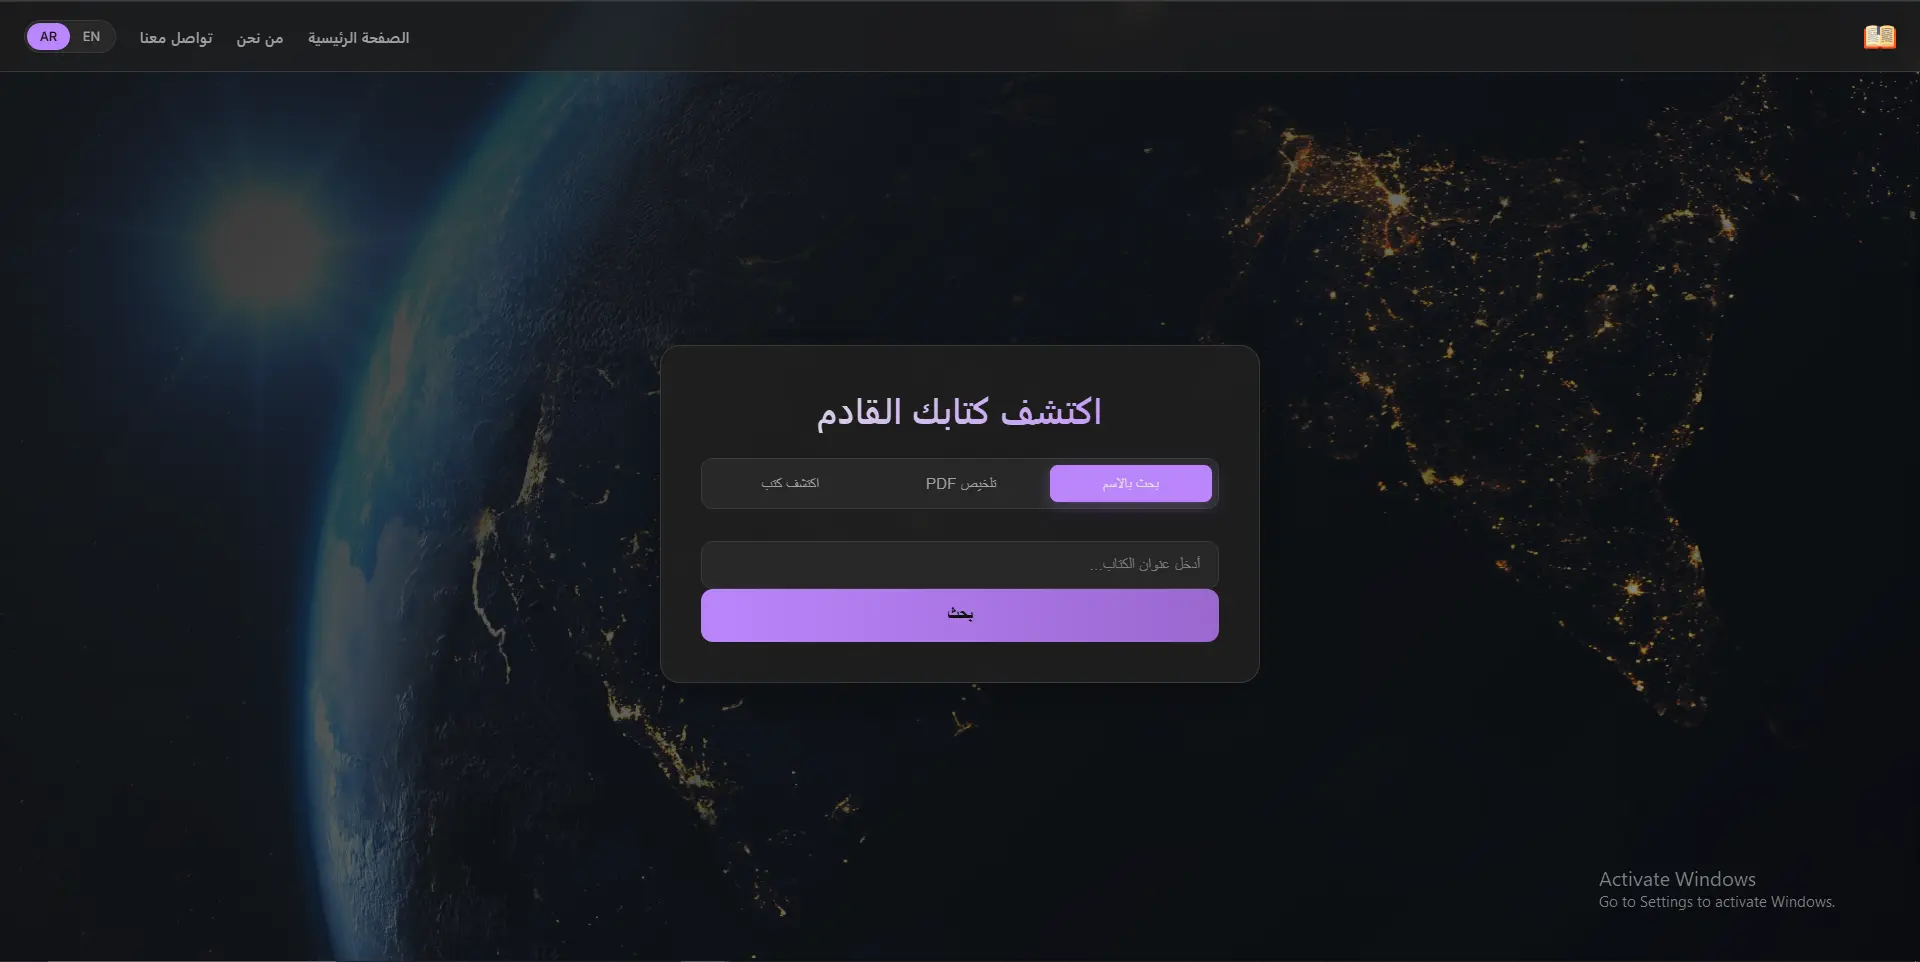 الصفحة الرئيسية من نحن تواصل معنا AR EN
اكتشف كتابك القادم
بحث بالاسم تلخيص PDF اكتشف كتب
أدخل عنوان الكتاب...
بحث
Activate Windows
Go to Settings to activate Windows.